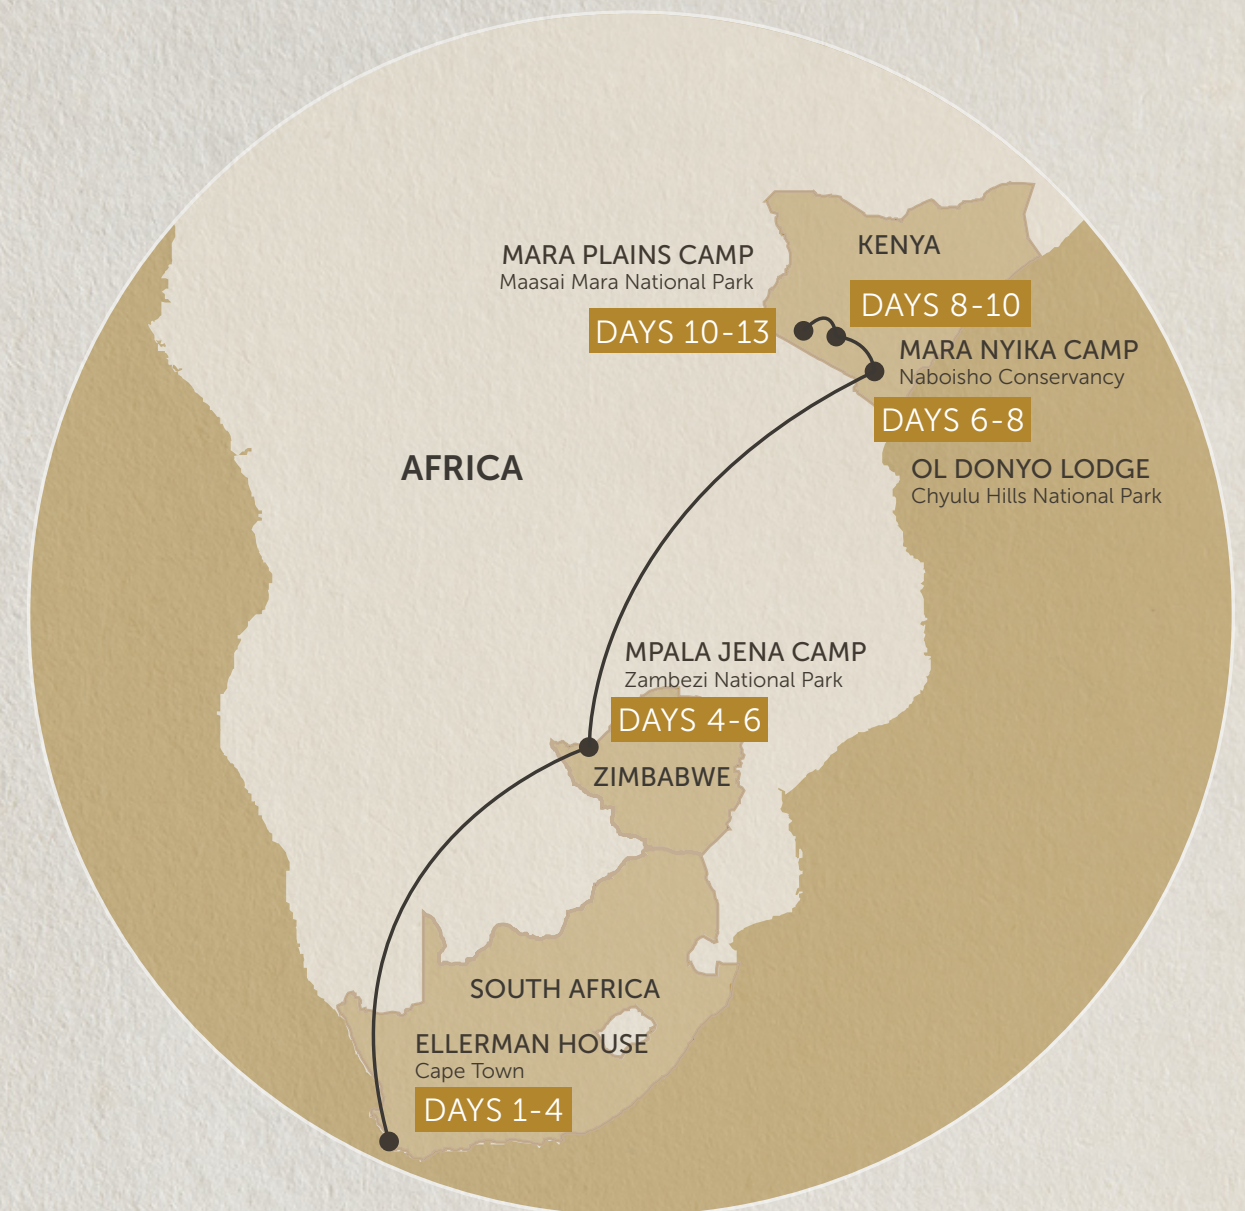 KENYA
MARA PLAINS CAMP
Maasai Mara National Park
DAYS 10-13
DAYS 8-10
MARA NYIKA CAMP
Naboisho Conservancy
DAYS 6-8
OL DONYO LODGE
Chyulu Hills National Park
AFRICA
MPALA JENA CAMP
Zambezi National Park
DAYS 4-6
ZIMBABWE
SOUTH AFRICA
ELLERMAN HOUSE
Cape Town
DAYS 1-4